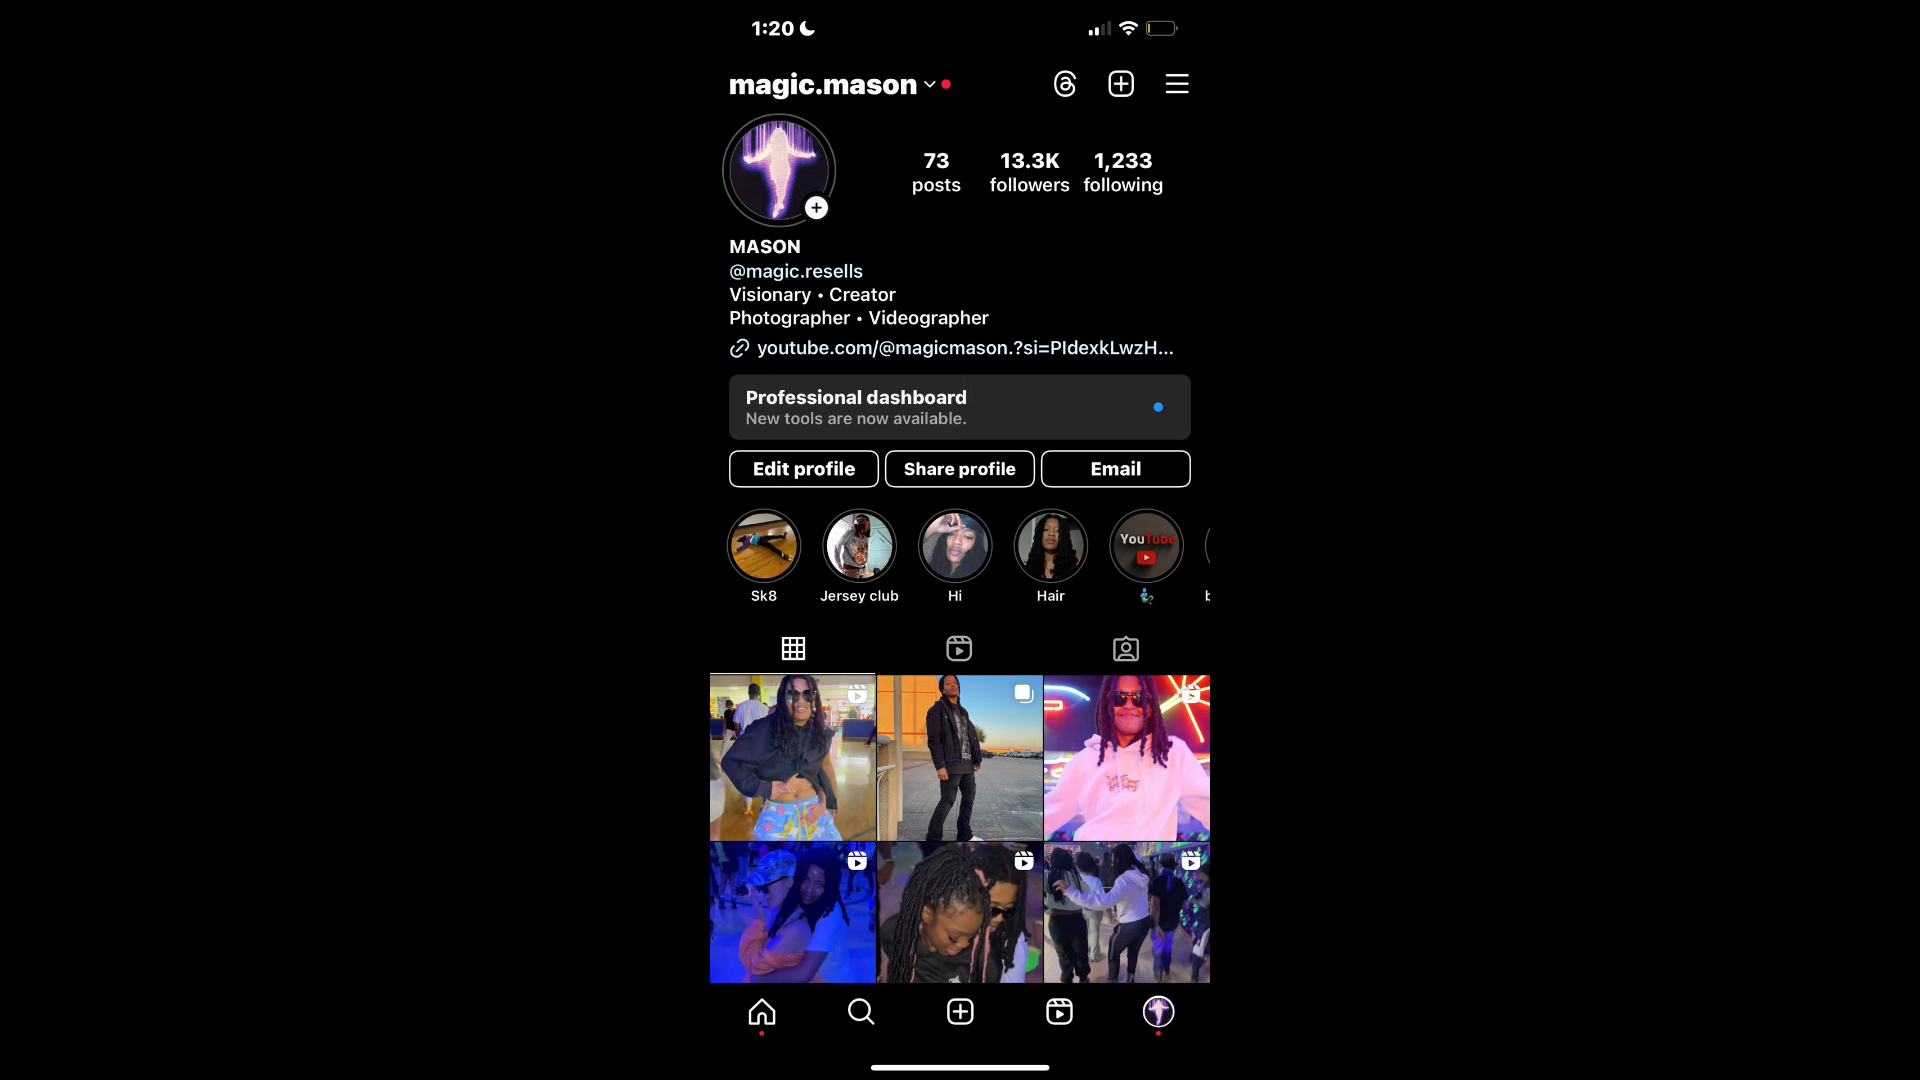 1:20
magic.mason
73 13.3K 1,233
posts followers following
MASON
@magic.resells
Visionary • Creator
Photographer • Videographer
youtube.com/@magicmason.?si=PIdexkLwzH...
Professional dashboard
New tools are now available.
Edit profile Share profile Email
YouTube
Sk8 Jersey club Hi Hair